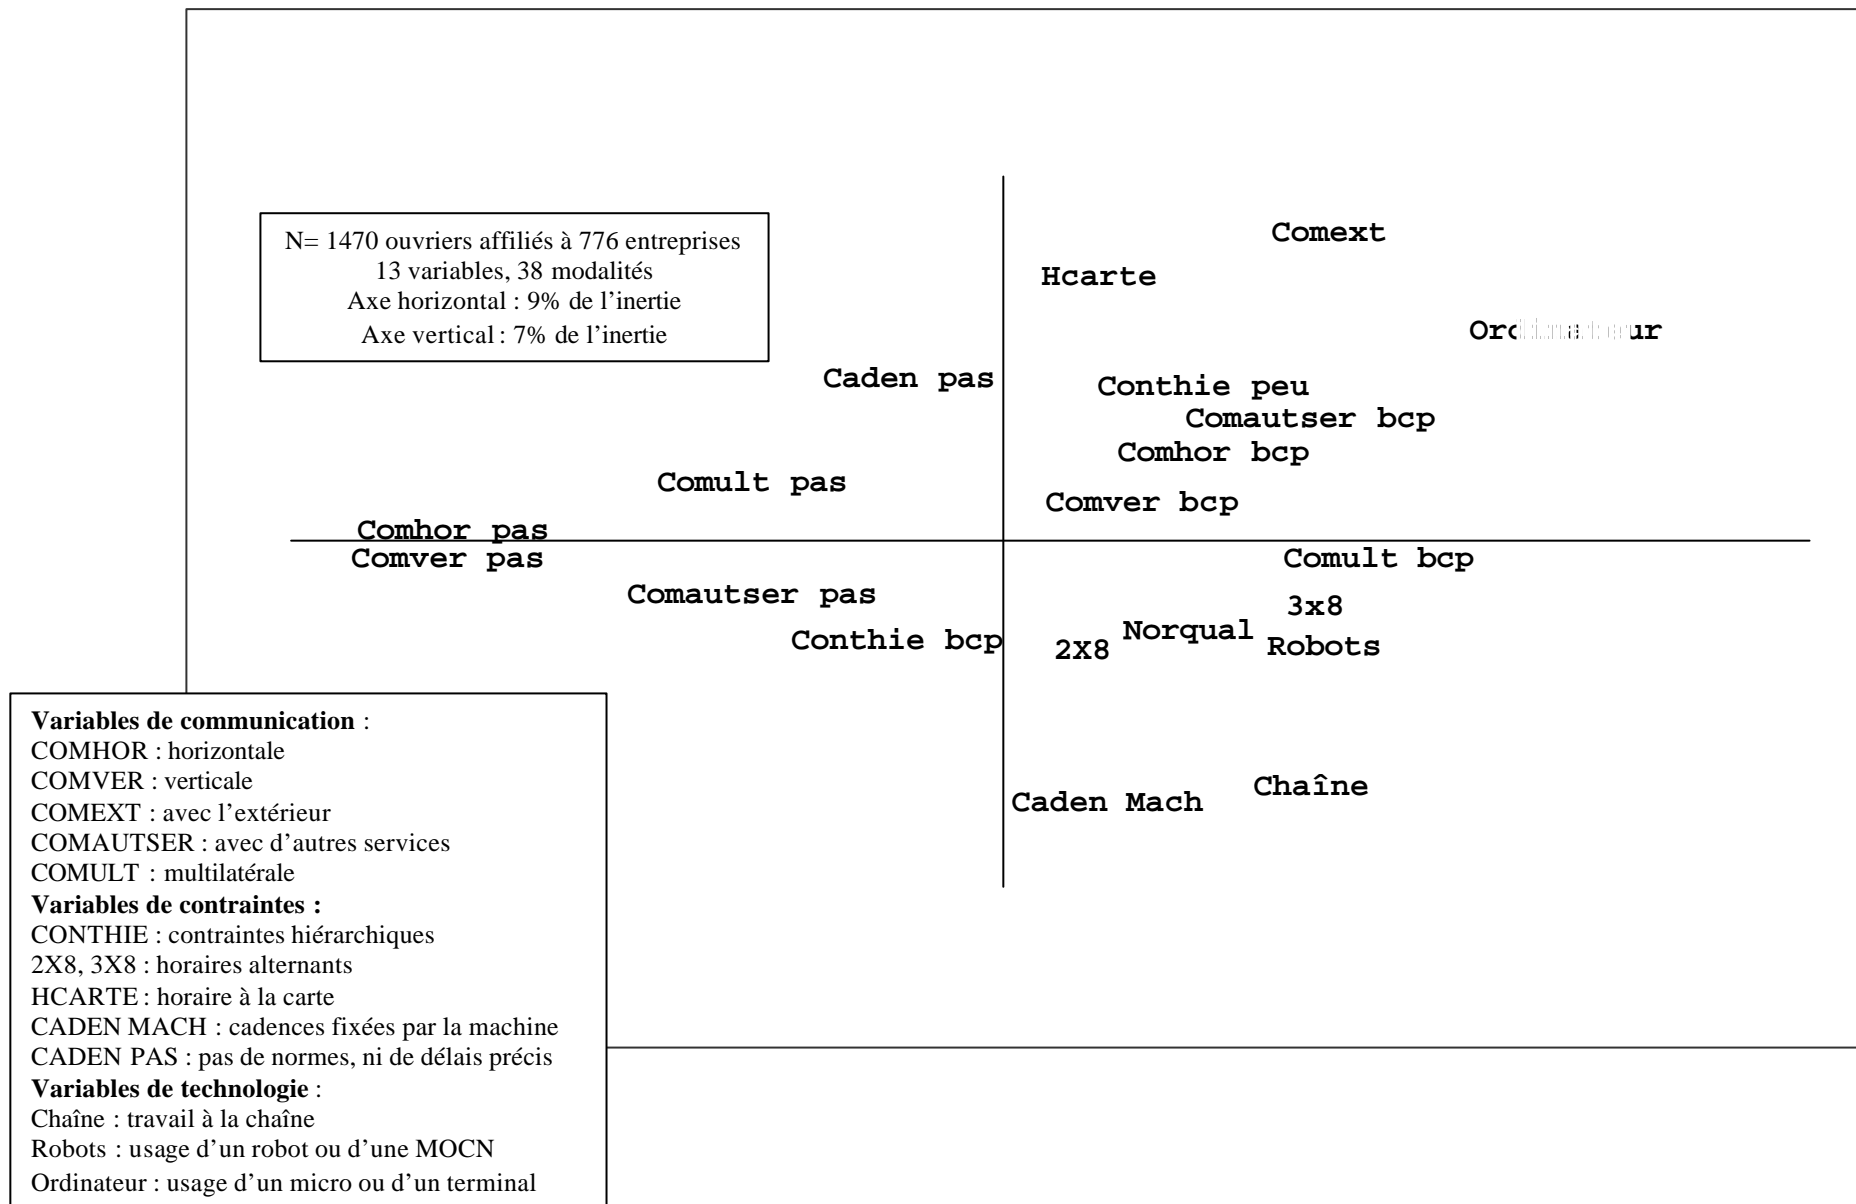 N= 1470 ouvriers affiliés à 776 entreprises
13 variables, 38 modalités
Axe horizontal : 9% de l’inertie
Axe vertical : 7% de l’inertie
Comext
Hcarte
Ordinateur
Caden pas
Conthie peu
Comautser bcp
Comhor bcp
Comult pas
Comver bcp
Comhor pas
Comver pas
Comult bcp
Comautser pas
3x8
Norqual
Conthie bcp
2X8
Robots
Chaîne
Caden Mach
Variables de communication :
COMHOR : horizontale
COMVER : verticale
COMEXT : avec l’extérieur
COMAUTSER : avec d’autres services
COMULT : multilatérale
Variables de contraintes :
CONTHIE : contraintes hiérarchiques
2X8, 3X8 : horaires alternants
HCARTE : horaire à la carte
CADEN MACH : cadences fixées par la machine
CADEN PAS : pas de normes, ni de délais précis
Variables de technologie :
Chaîne : travail à la chaîne
Robots : usage d’un robot ou d’une MOCN
Ordinateur : usage d’un micro ou d’un terminal